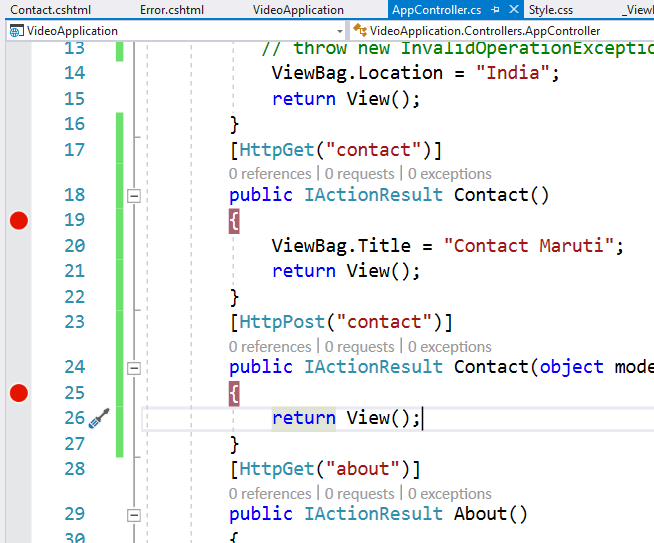 Contact.cshtml Error.cshtml VideoApplication AppController.cs Style.css _ViewI
VideoApplication VideoApplication.Controllers.AppController
13 // throw new InvalidOperationExceptio
14 ViewBag.Location = "India";
15 return View();
16 }
17 [HttpGet("contact")]
0 references | 0 requests | 0 exceptions
18 public IActionResult Contact()
19 {
20 ViewBag.Title = "Contact Maruti";
21 return View();
22 }
23 [HttpPost("contact")]
0 references | 0 requests | 0 exceptions
24 public IActionResult Contact(object mode
25 {
26 return View();
27 }
28 [HttpGet("about")]
0 references | 0 requests | 0 exceptions
29 public IActionResult About()
30 {